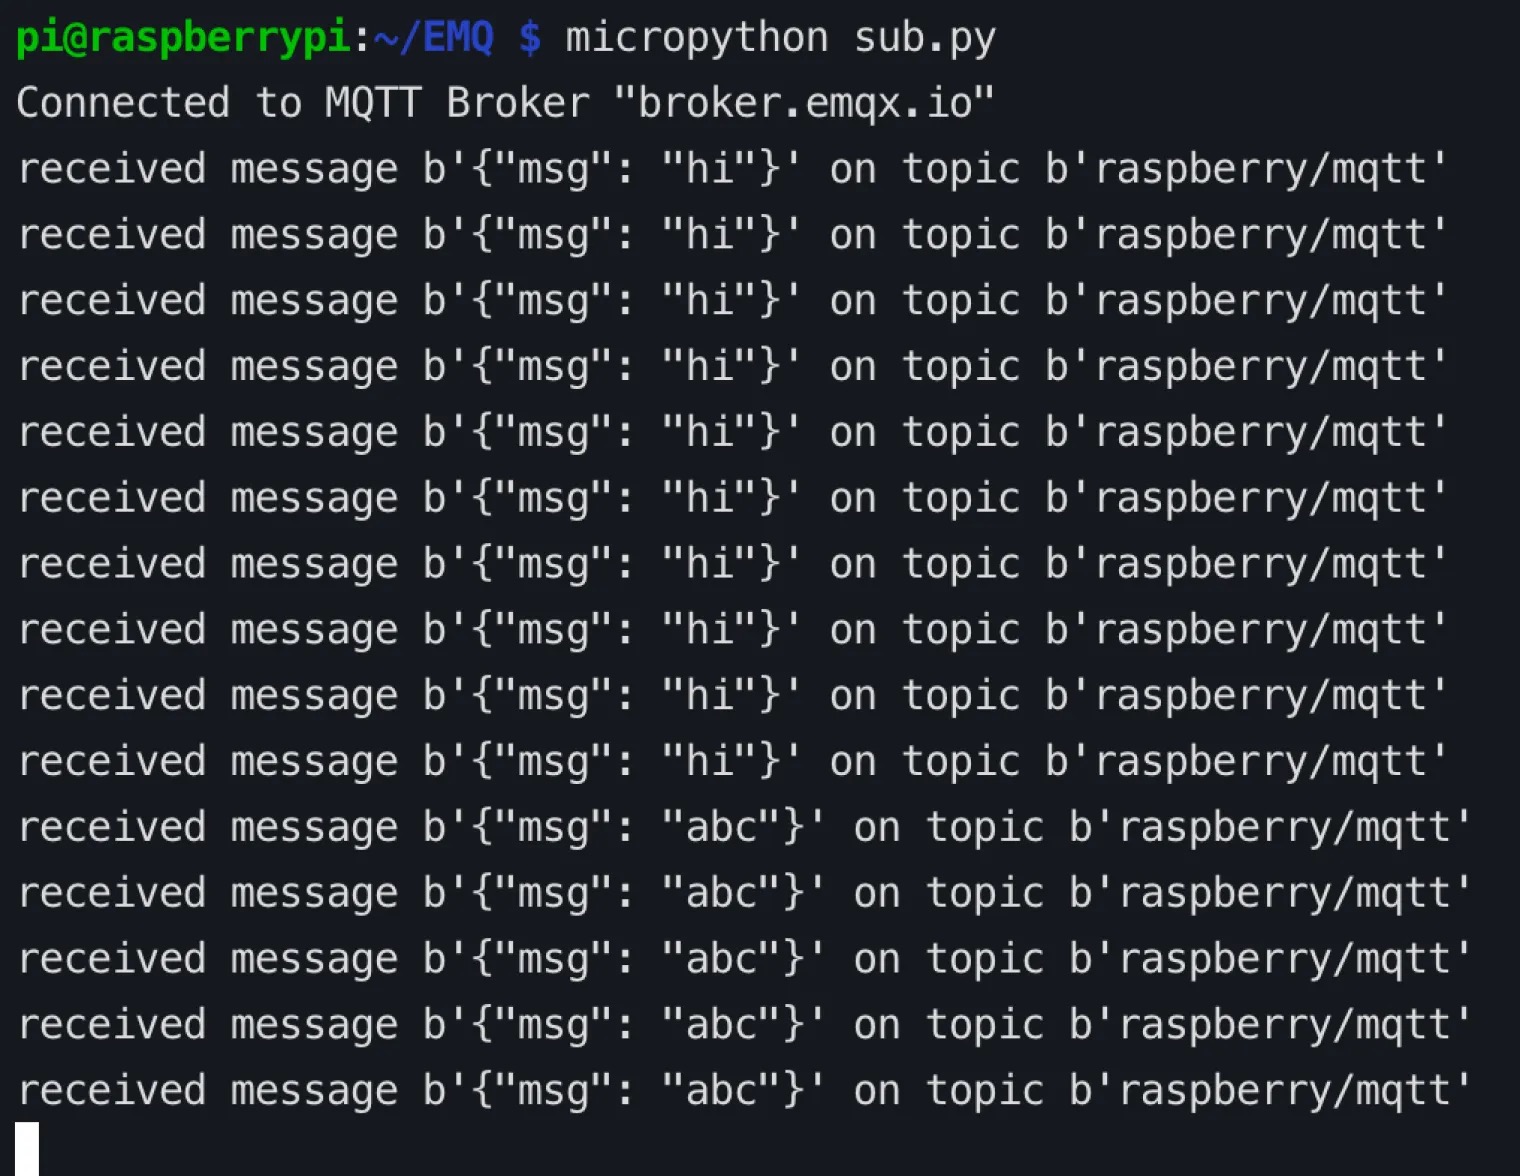 pi@raspberrypi:~/EMQ $ micropython sub.py
Connected to MQTT Broker "broker.emqx.io"
received message b'{"msg": "hi"}' on topic b'raspberry/mqtt'
received message b'{"msg": "hi"}' on topic b'raspberry/mqtt'
received message b'{"msg": "hi"}' on topic b'raspberry/mqtt'
received message b'{"msg": "hi"}' on topic b'raspberry/mqtt'
received message b'{"msg": "hi"}' on topic b'raspberry/mqtt'
received message b'{"msg": "hi"}' on topic b'raspberry/mqtt'
received message b'{"msg": "hi"}' on topic b'raspberry/mqtt'
received message b'{"msg": "hi"}' on topic b'raspberry/mqtt'
received message b'{"msg": "hi"}' on topic b'raspberry/mqtt'
received message b'{"msg": "hi"}' on topic b'raspberry/mqtt'
received message b'{"msg": "abc"}' on topic b'raspberry/mqtt'
received message b'{"msg": "abc"}' on topic b'raspberry/mqtt'
received message b'{"msg": "abc"}' on topic b'raspberry/mqtt'
received message b'{"msg": "abc"}' on topic b'raspberry/mqtt'
received message b'{"msg": "abc"}' on topic b'raspberry/mqtt'